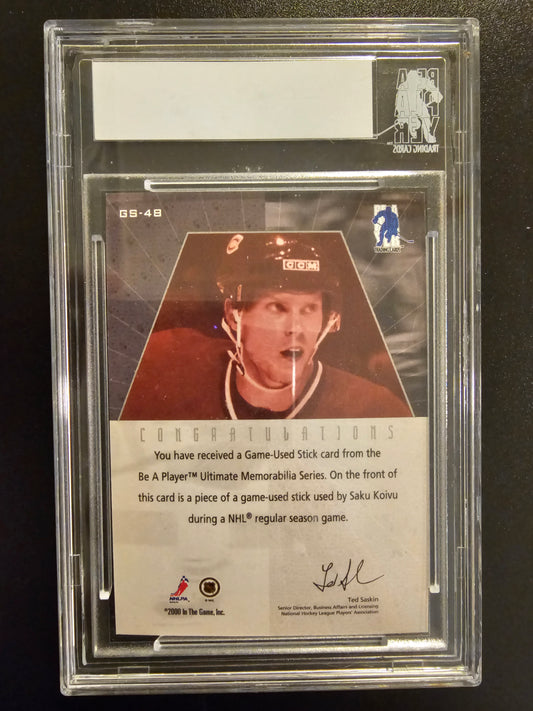 BE A
PLAYER
TRADING CARDS
GS-48
CCM
CONGRATULATIONS
You have received a Game-Used Stick card from the
Be A Player™ Ultimate Memorabilia Series. On the front of
this card is a piece of a game-used stick used by Saku Koivu
during a NHL® regular season game.
NHLPA
Ted Saskin
Senior Director, Business Affairs and Licensing
National Hockey League Players' Association
©2000 In The Game, Inc.